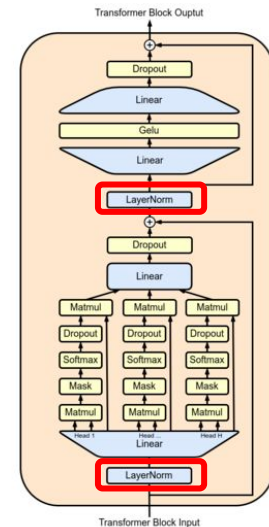 Transformer Block Ouptut
+
Dropout
Linear
Gelu
Linear
LayerNorm
+
Dropout
Linear
Matmul Matmul Matmul
Dropout Dropout Dropout
Softmax Softmax Softmax
Mask Mask Mask
Matmul Matmul Matmul
Head 1 Head ... Head H
Linear
LayerNorm
Transformer Block Input